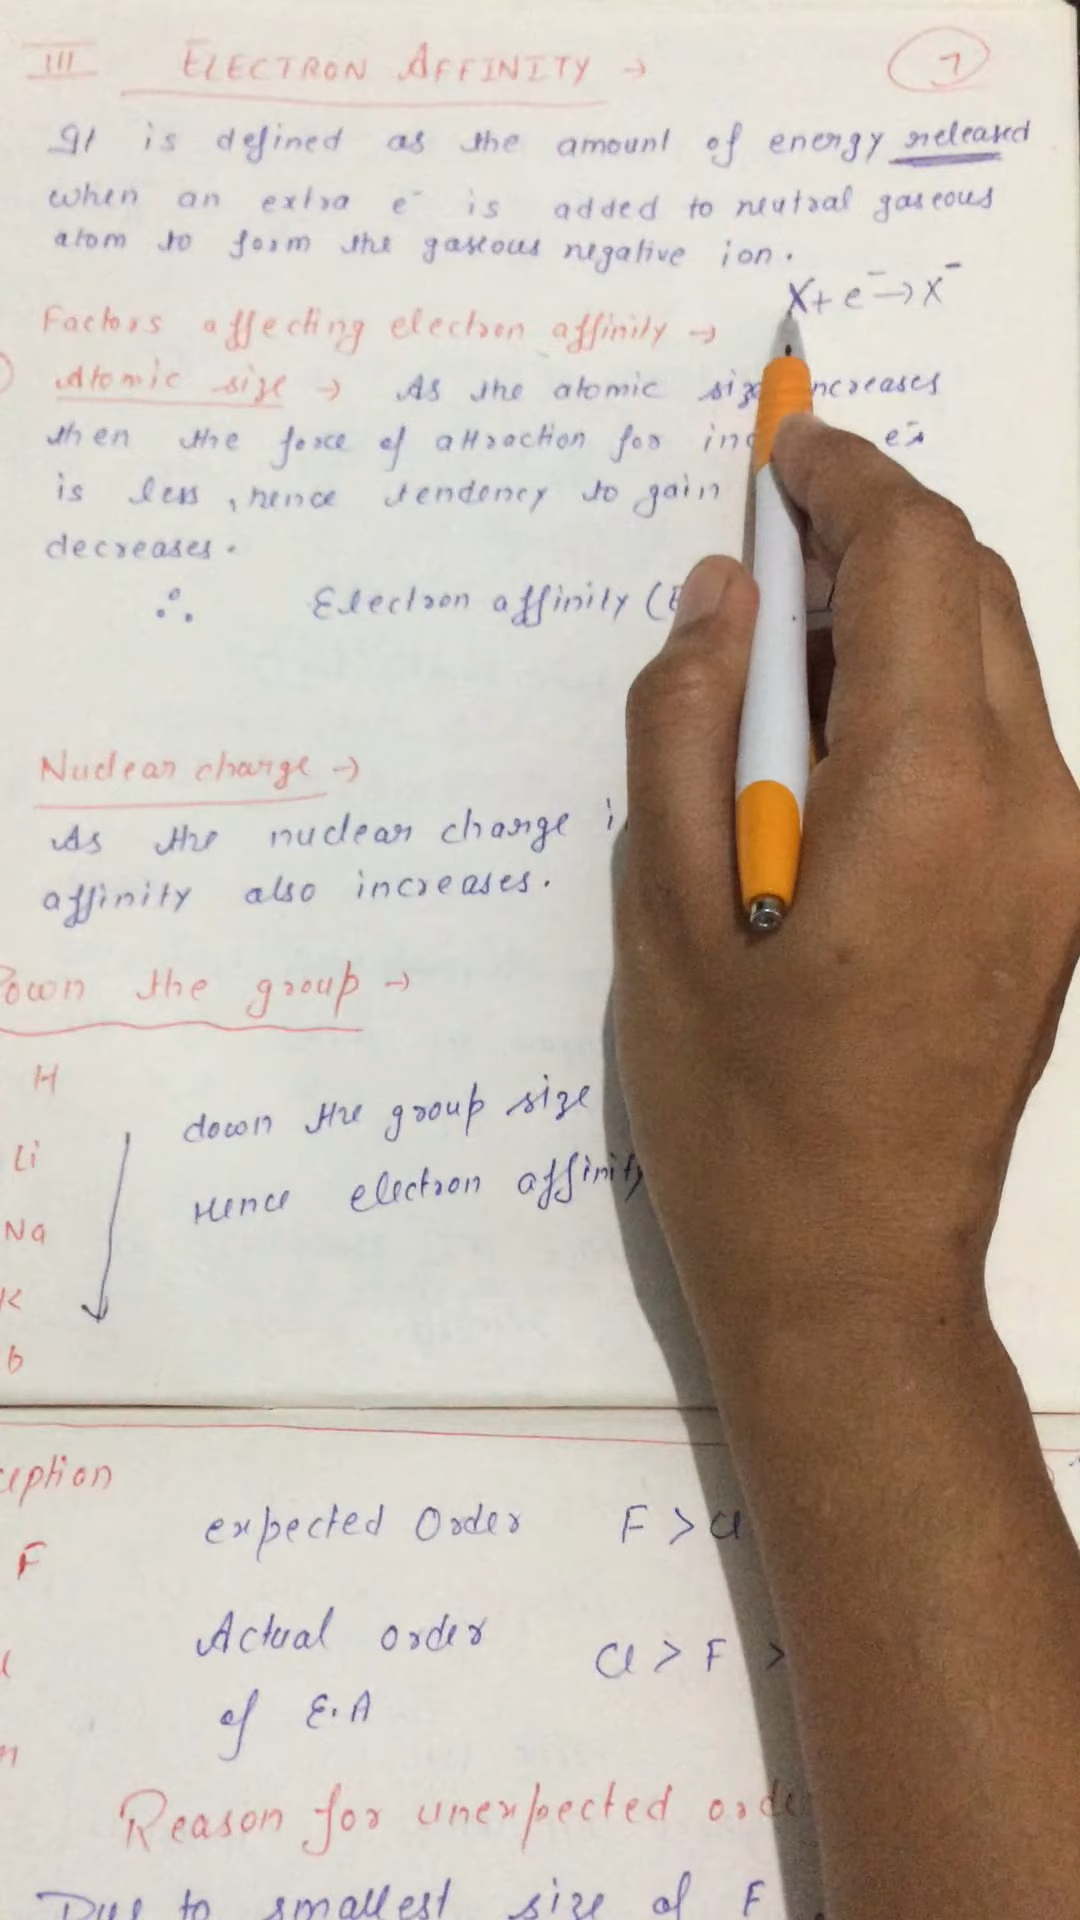 III ELECTRON AFFINITY → 7
It is defined as the amount of energy released
when an extra e⁻ is added to neutral gaseous
atom to form the gaseous negative ion.
X + e⁻ → X⁻
Factors affecting electron affinity →
Atomic size → As the atomic size increases
then the force of attraction for
is less, hence tendency to gain
decreases.
∴ Electron affinity (
Nuclear charge →
As the nuclear charge
affinity also increases.
the group →
H
Li
Na
K
b
down the group size
Hence electron affinity
eption
expected Order F > Cl
F
Actual order Cl > F >
of E.A
Reason for unexpected
Due to smallest size of F